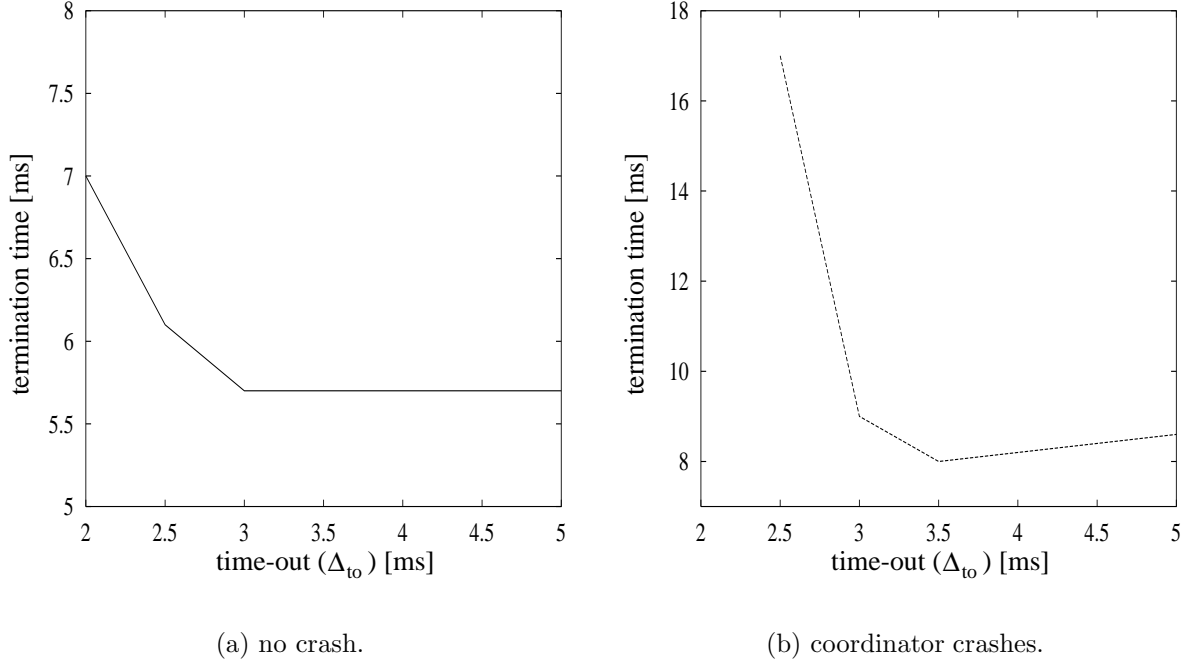 8
7.5
7
6.5
6
5.5
5
2 2.5 3 3.5 4 4.5 5
termination time [ms]
time-out (Δto) [ms]
(a) no crash.
18
16
14
12
10
8
2 2.5 3 3.5 4 4.5 5
termination time [ms]
time-out (Δto) [ms]
(b) coordinator crashes.